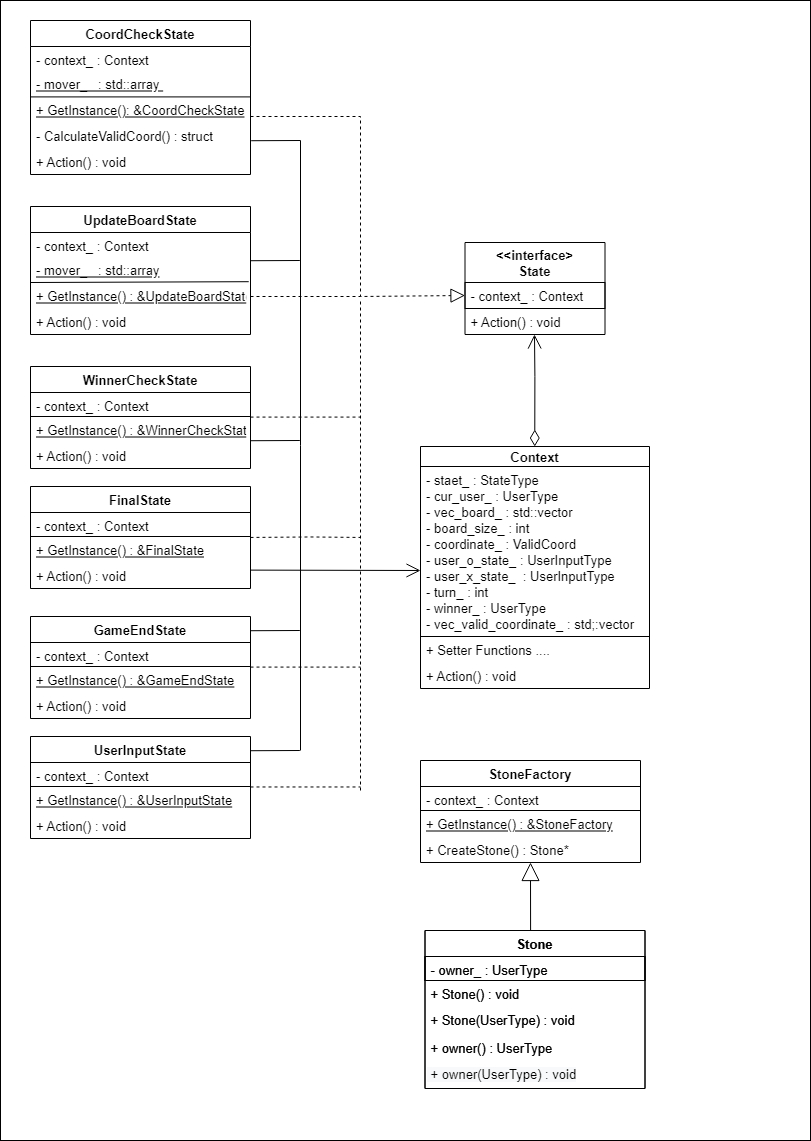 CoordCheckState
- context_ : Context
- mover_ : std::array
+ GetInstance(): &CoordCheckState
- CalculateValidCoord() : struct
+ Action() : void
UpdateBoardState
- context_ : Context
- mover_ : std::array
+ GetInstance() : &UpdateBoardStat
+ Action() : void
WinnerCheckState
- context_ : Context
+ GetInstance() : &WinnerCheckStat
+ Action() : void
FinalState
- context_ : Context
+ GetInstance() : &FinalState
+ Action() : void
GameEndState
- context_ : Context
+ GetInstance() : &GameEndState
+ Action() : void
UserInputState
- context_ : Context
+ GetInstance() : &UserInputState
+ Action() : void
<<interface>
State
- context_ : Context
+ Action() : void
Context
- staet_ : StateType
- cur_user_ : UserType
- vec_board_ : std::vector
- board_size_ : int
- coordinate_ : ValidCoord
- user_o_state_ : UserInputType
- user_x_state_ : UserInputType
- turn_ : int
- winner_ : UserType
- vec_valid_coordinate_ : std;:vector
+ Setter Functions ....
+ Action() : void
StoneFactory
- context_ : Context
+ GetInstance() : &StoneFactory
+ CreateStone() : Stone*
Stone
- owner_ : UserType
+ Stone() : void
+ Stone(UserType) : void
+ owner() : UserType
+ owner(UserType) : void